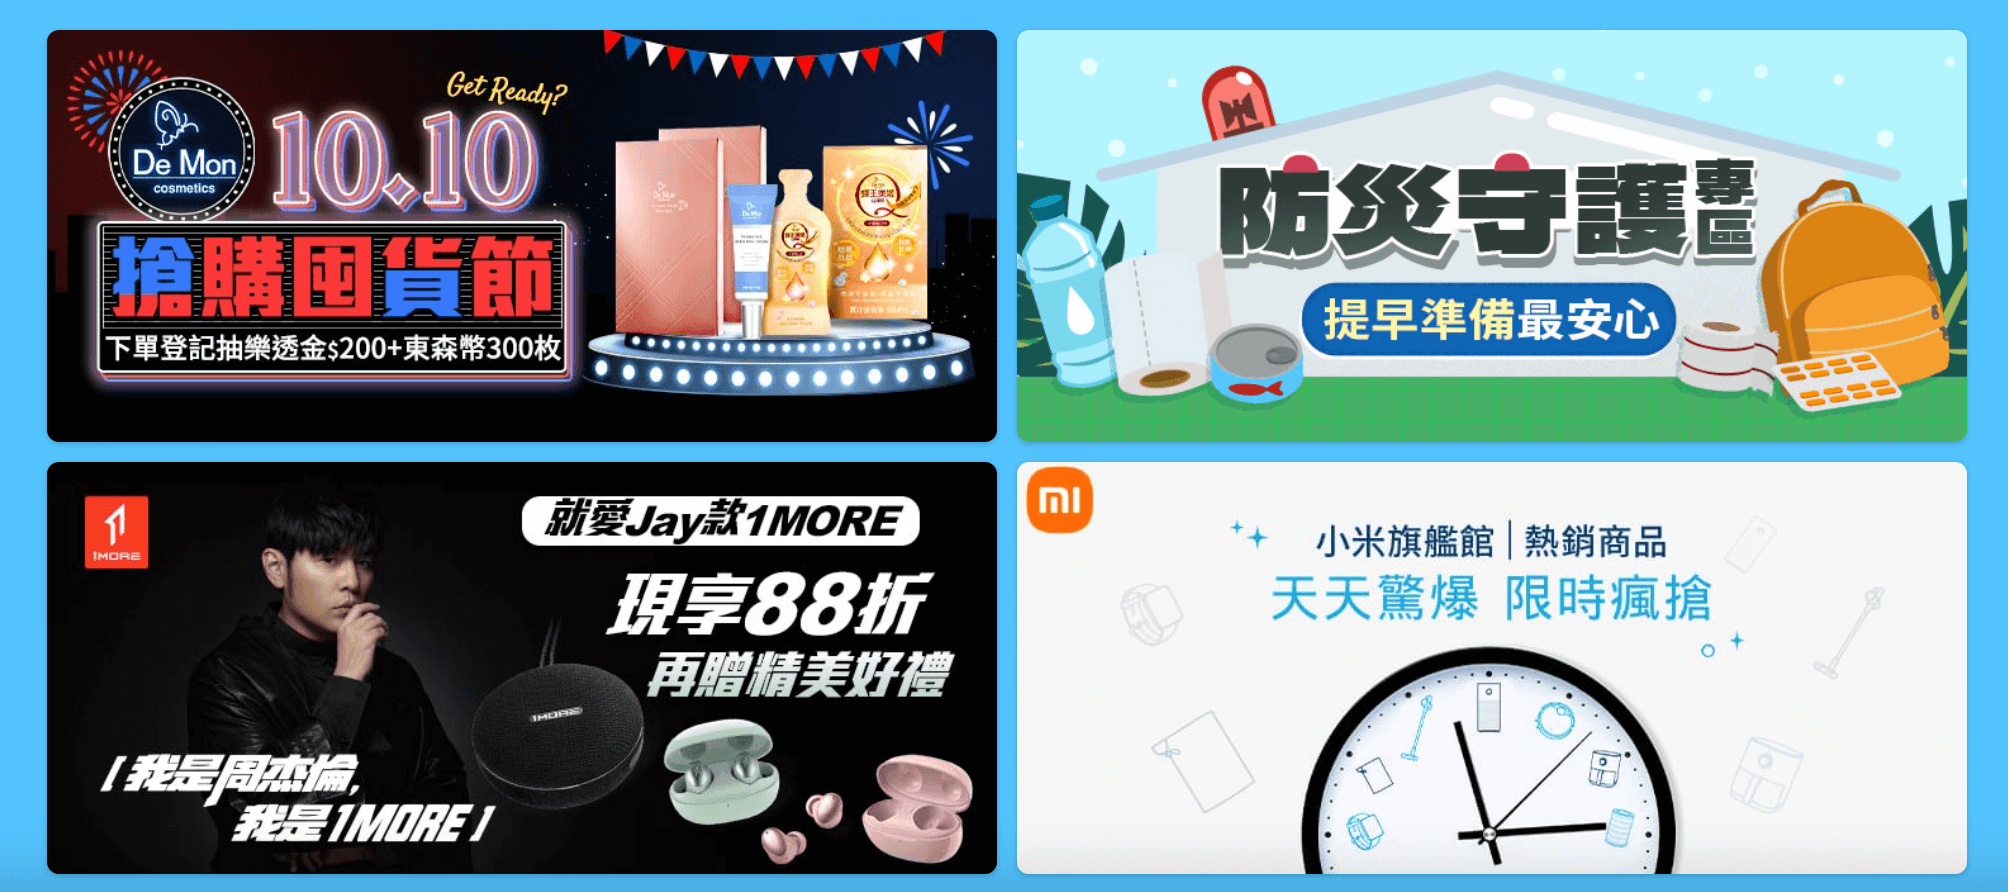 Get Ready?
De Mon
cosmetics
10.10
搶購囤貨節
下單登記抽樂透金$200+東森幣300枚
防災守護專區
提早準備最安心
1MORE
就愛Jay款1MORE
現享88折
再贈精美好禮
1MORE
「我是周杰倫,
我是1MORE」
mi
小米旗艦館|熱銷商品
天天驚爆 限時瘋搶